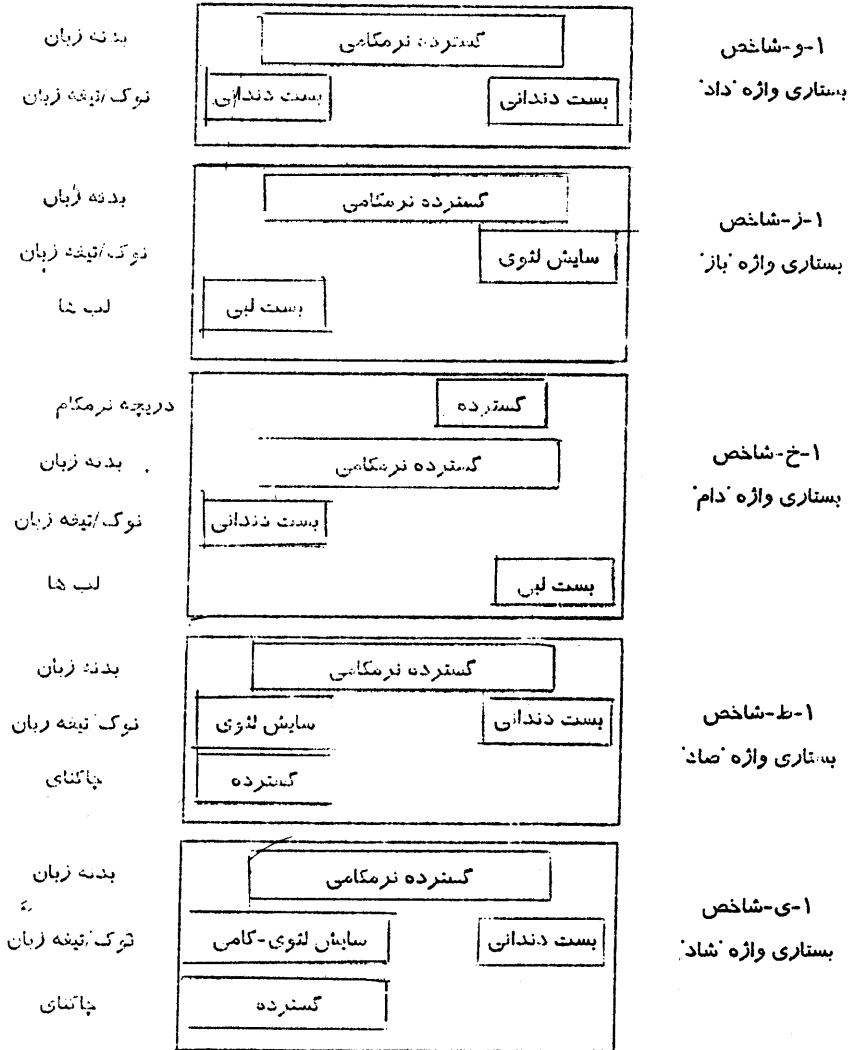 ۱-و-شاخص
بستاری واژه "داد"
گسترده نرمکامی
بدنه زبان
بست دندانی
بست دندانی
نوک/تیغه زبان
۱-ز-شاخص
بستاری واژه "باز"
گسترده نرمکامی
بدنه زبان
سایش لثوی
نوک/تیغه زبان
بست لبی
لب ها
۱-خ-شاخص
بستاری واژه "دام"
گسترده
دریچه نرمکام
گسترده نرمکامی
بدنه زبان
بست دندانی
نوک/تیغه زبان
بست لبی
لب ها
۱-ط-شاخص
بستاری واژه "صاد"
گسترده نرمکامی
بدنه زبان
بست دندانی
سایش لثوی
نوک/تیغه زبان
گسترده
چاکنای
۱-ی-شاخص
بستاری واژه "شاد"
گسترده نرمکامی
بدنه زبان
بست دندانی
سایش لثوی-کامی
نوک/تیغه زبان
گسترده
چاکنای